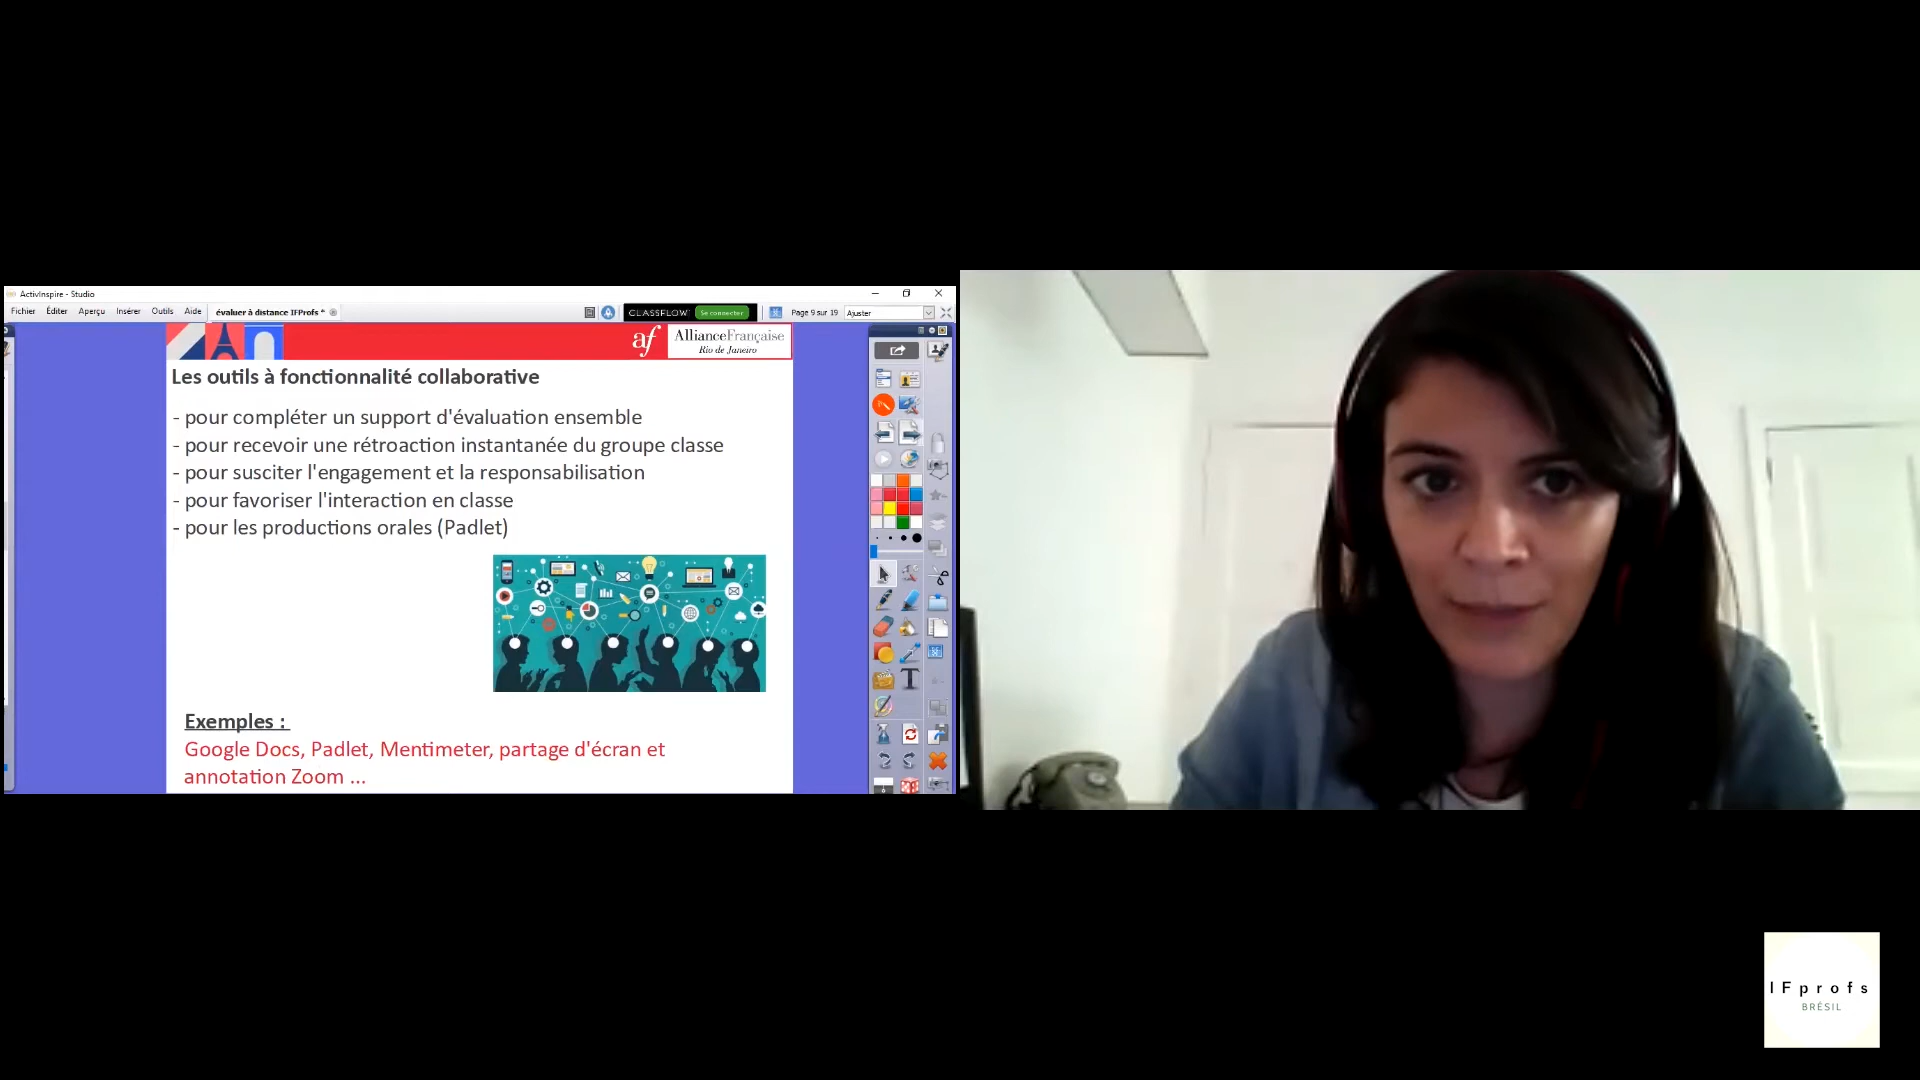 ActivInspire - Studio
Fichier Éditer Aperçu Insérer Outils Aide
évaluer à distance IFProfs *
CLASSFLOW Se connecter
Page 9 sur 19
Ajuster
af AllianceFrançaise
Rio de Janeiro
Les outils à fonctionnalité collaborative
- pour compléter un support d'évaluation ensemble
- pour recevoir une rétroaction instantanée du groupe classe
- pour susciter l'engagement et la responsabilisation
- pour favoriser l'interaction en classe
- pour les productions orales (Padlet)
Exemples :
Google Docs, Padlet, Mentimeter, partage d'écran et
annotation Zoom ...
IFprofs
BRÉSIL